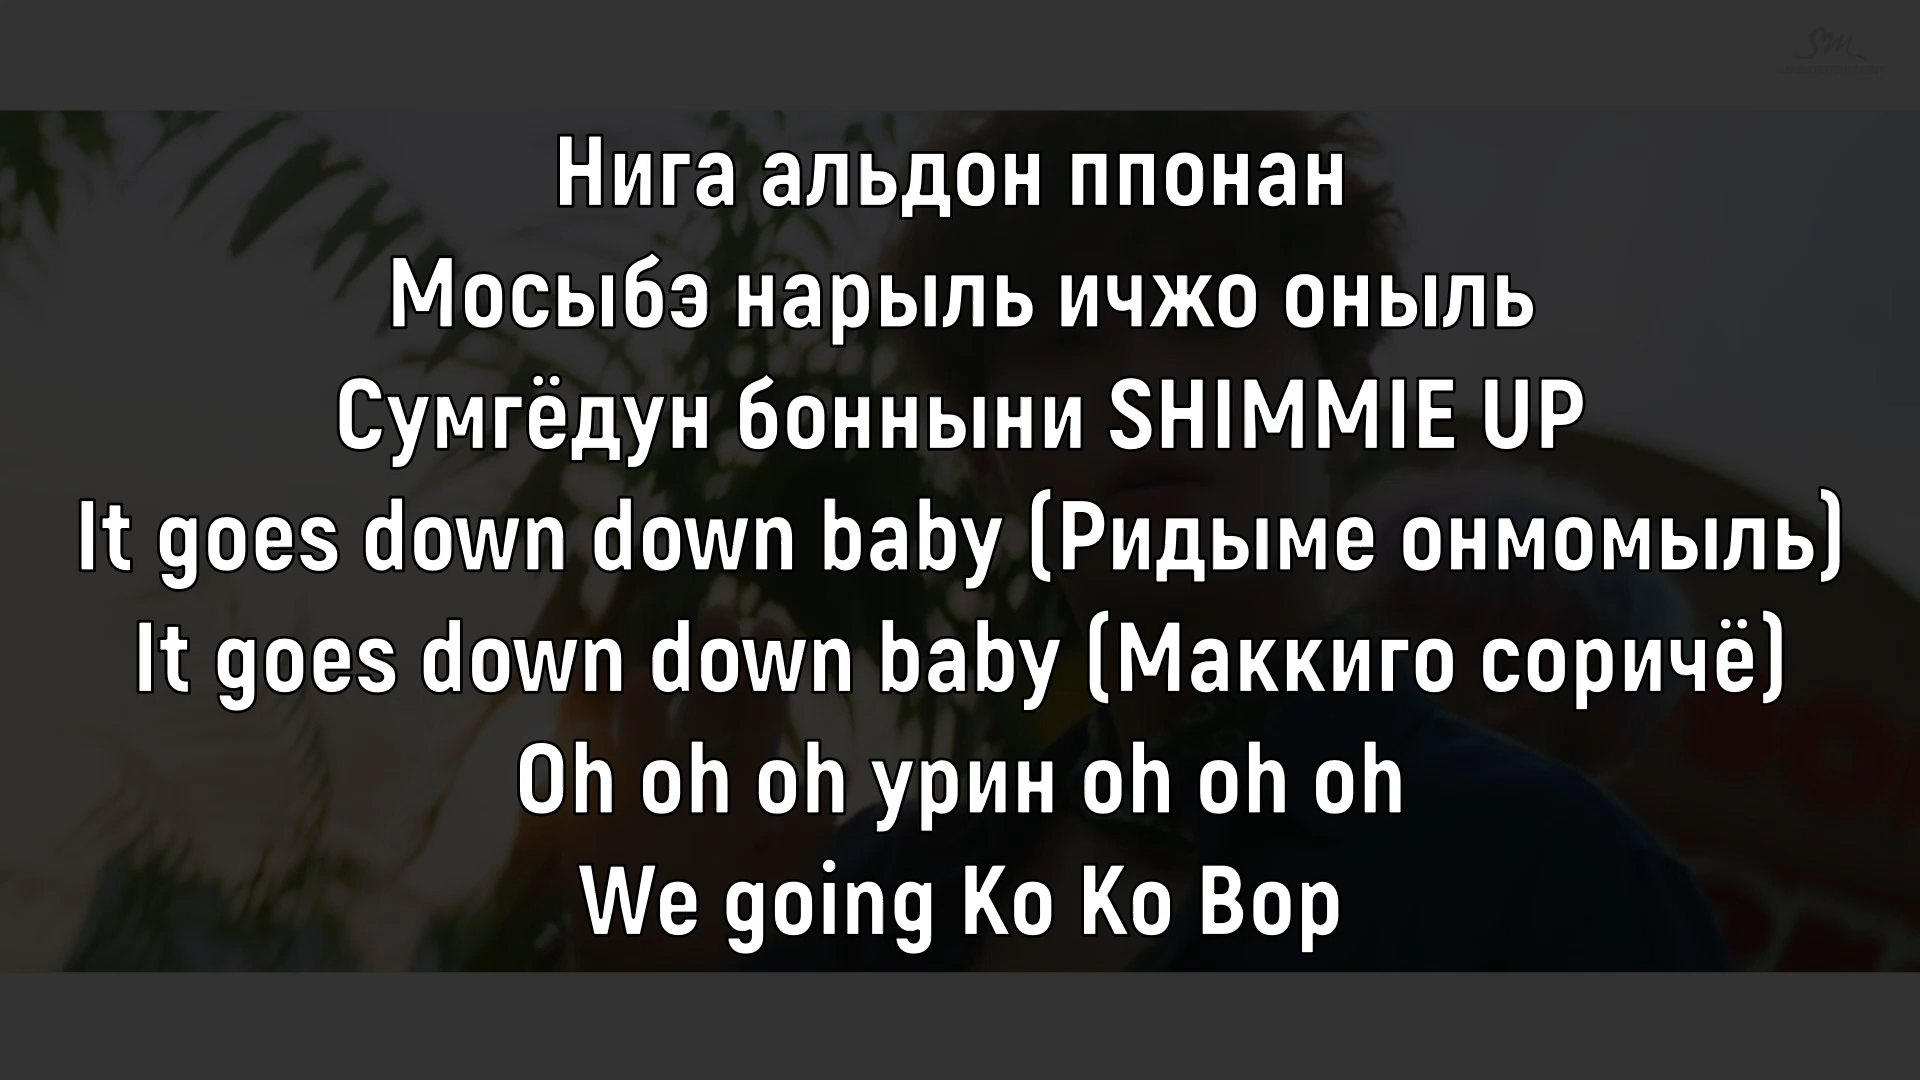 Нига альдон ппонан
Мосыбэ нарыль ичжо оныль
Сумгёдун бонныни SHIMMIE UP
It goes down down baby (Ридыме онмомыль)
It goes down down baby (Маккиго соричё)
Oh oh oh урин oh oh oh
We going Ko Ko Bop